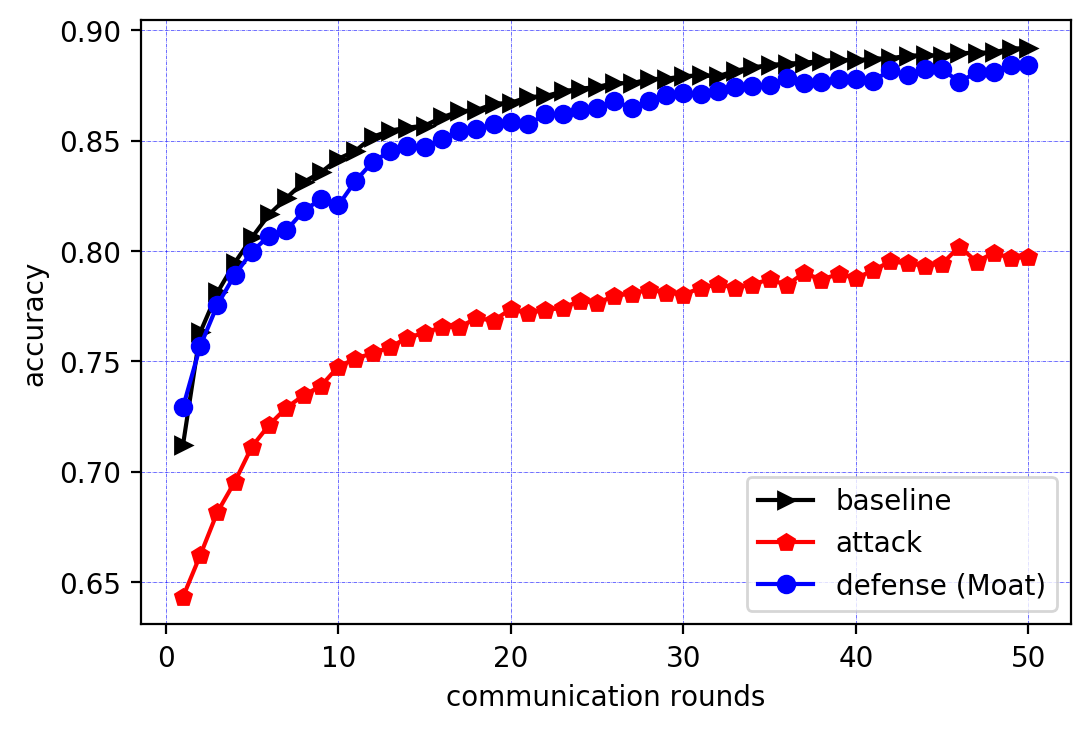 0.90
0.85
0.80
0.75
0.70
0.65
accuracy
0 10 20 30 40 50
communication rounds
baseline
attack
defense (Moat)